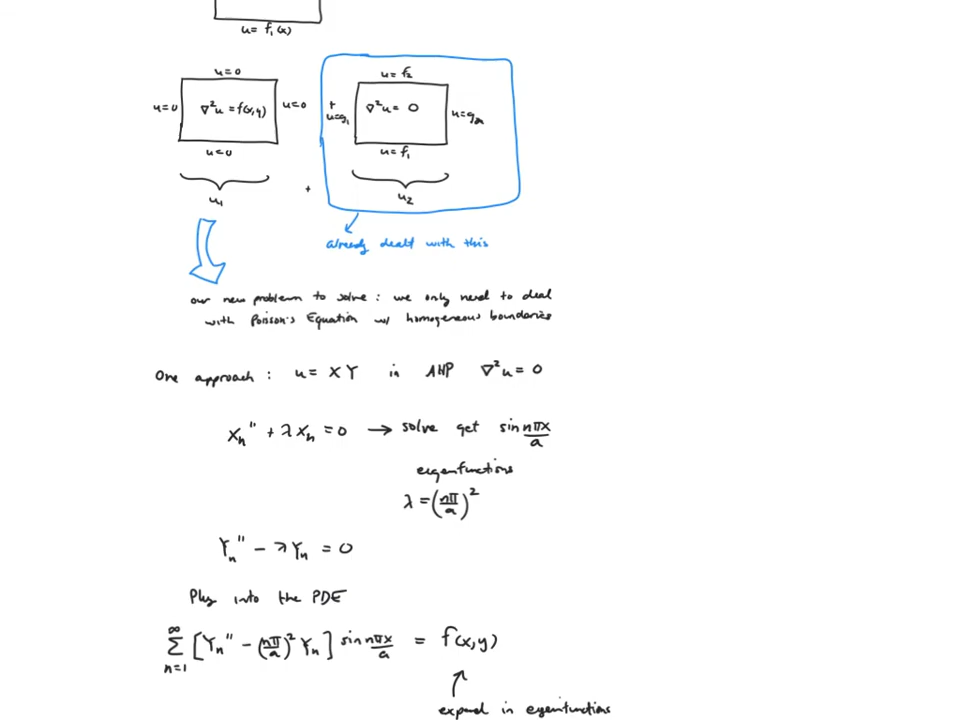 u = f₁(x)
u=0
u = f₂
u=0
∇²u = f(x,y)
u=0
u=g₁
∇²u = 0
u=g₂
u=0
u = f₁
u₁
+
u₂
already dealt with this
our new problem to solve : we only need to deal
with Poisson's Equation w/ homogeneous boundaries
One approach : u = XY in AHP ∇²u = 0
Xₙ" + λXₙ = 0 → solve get sin nπx/a
eigenfunctions
λ = (nπ/a)²
Yₙ" − λYₙ = 0
Plug into the PDE
∞
Σ [Yₙ" − (nπ/a)² Yₙ] sin nπx/a = f(x,y)
n=1
expand in eigenfunctions